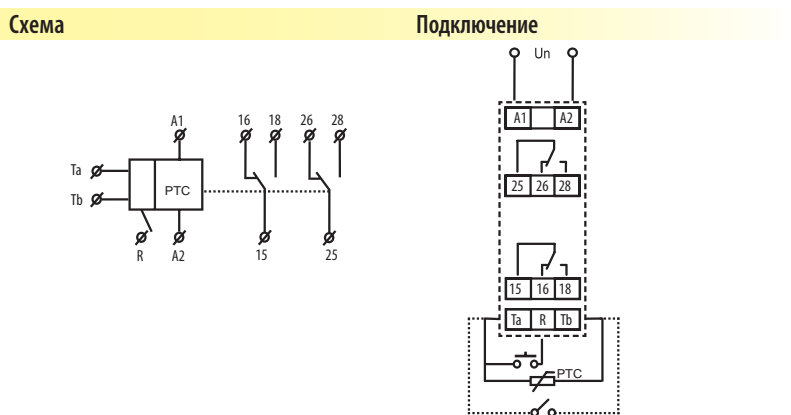 Схема
Подключение
Un
A1 A2
25 26 28
15 16 18
Ta R Tb
PTC
A1 16 18 26 28
Ta
PTC
Tb
R A2 15 25